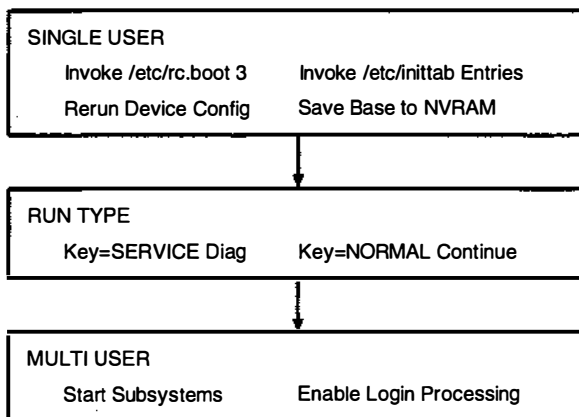 SINGLE USER
Invoke /etc/rc.boot 3 Invoke /etc/inittab Entries
Rerun Device Config Save Base to NVRAM
RUN TYPE
Key=SERVICE Diag Key=NORMAL Continue
MULTI USER
Start Subsystems Enable Login Processing